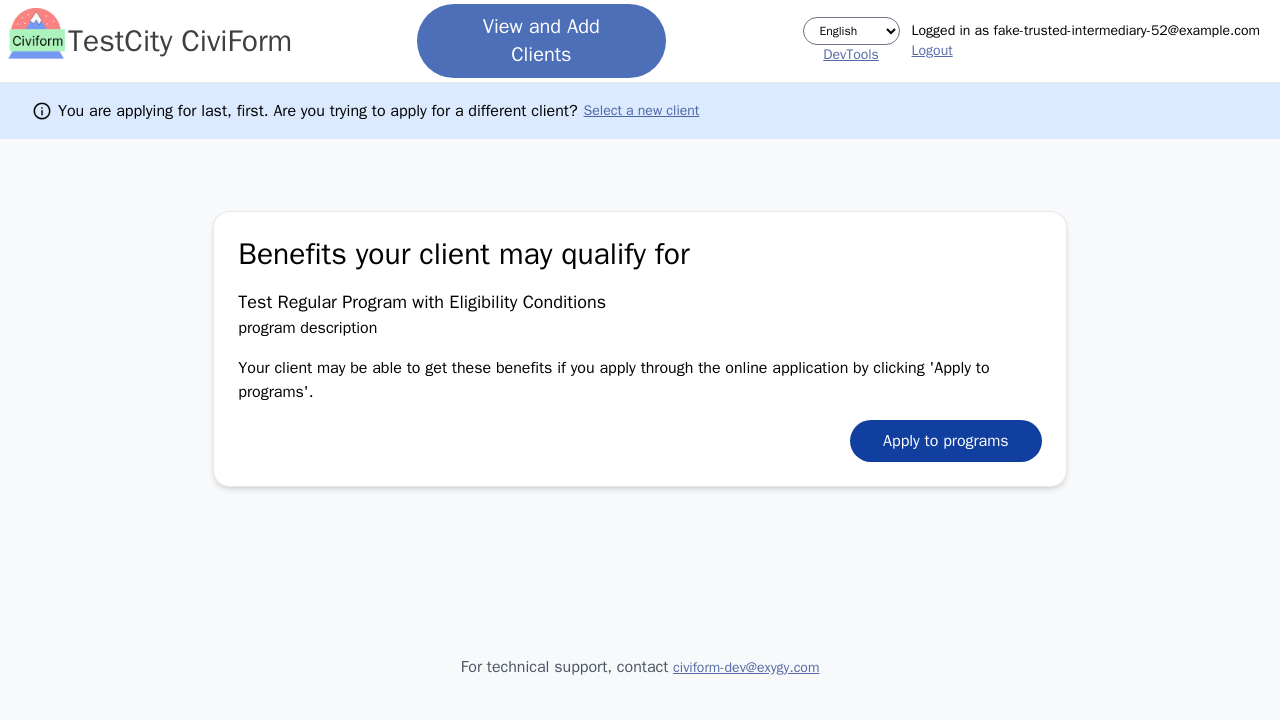 Civiform
TestCity CiviForm
View and Add
Clients
English
DevTools
Logged in as fake-trusted-intermediary-52@example.com
Logout
You are applying for last, first. Are you trying to apply for a different client? Select a new client
Benefits your client may qualify for
Test Regular Program with Eligibility Conditions
program description
Your client may be able to get these benefits if you apply through the online application by clicking 'Apply to
programs'.
Apply to programs
For technical support, contact civiform-dev@exygy.com